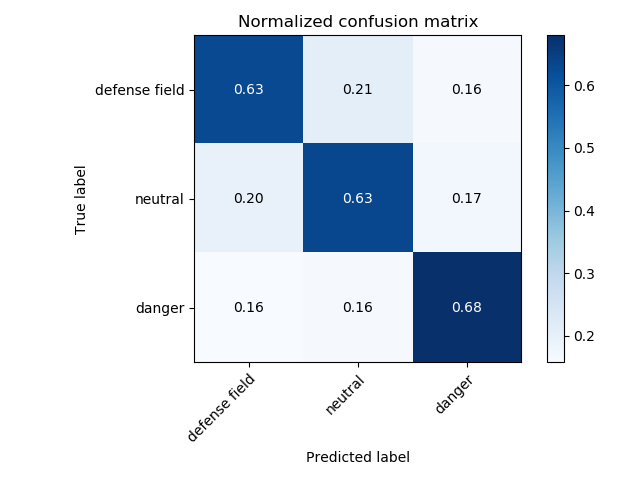 Normalized confusion matrix
defense field
0.63
0.21
0.16
neutral
0.20
0.63
0.17
danger
0.16
0.16
0.68
True label
defense field
neutral
danger
Predicted label
0.6
0.5
0.4
0.3
0.2